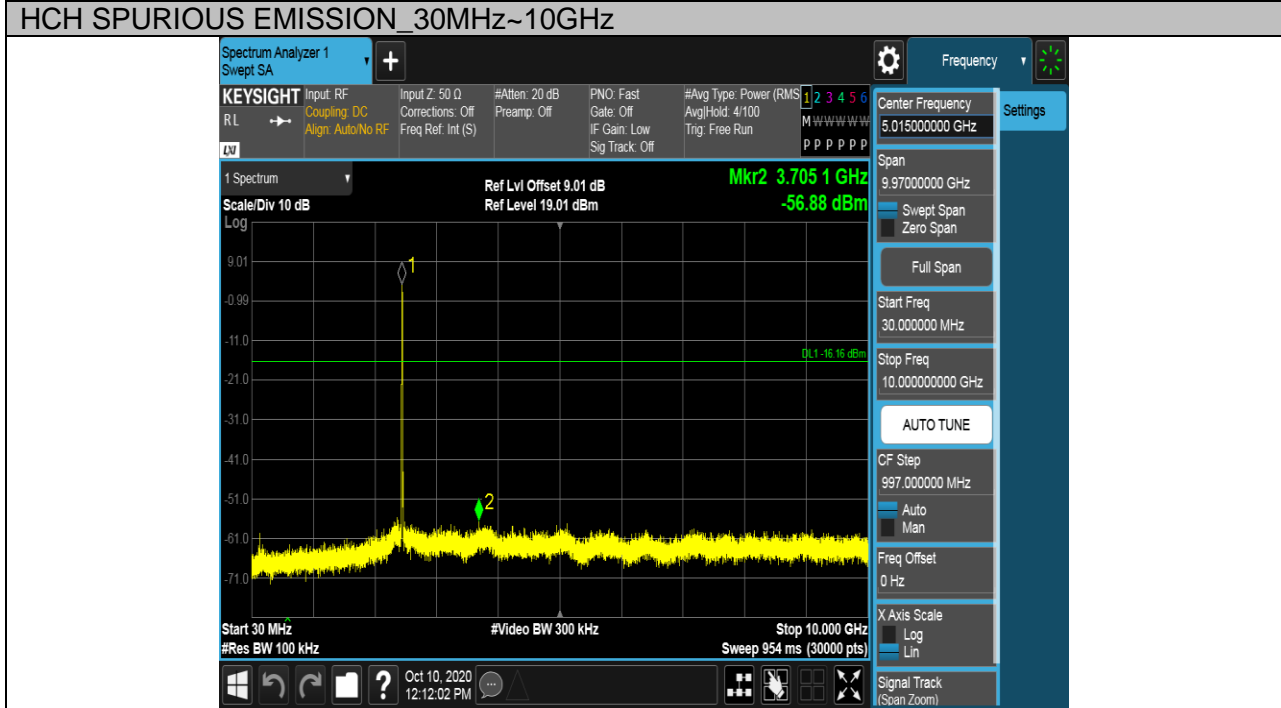 HCH SPURIOUS EMISSION_30MHz~10GHz
Spectrum Analyzer 1
Swept SA
Frequency
KEYSIGHT
RL
LXI
Input: RF
Coupling: DC
Align: Auto/No RF
Input Z: 50 Ω
Corrections: Off
Freq Ref: Int (S)
#Atten: 20 dB
Preamp: Off
PNO: Fast
Gate: Off
IF Gain: Low
Sig Track: Off
#Avg Type: Power (RMS
Avg|Hold: 4/100
Trig: Free Run
1 2 3 4 5 6
M W W W W W
P P P P P P
1 Spectrum
Scale/Div 10 dB
Ref Lvl Offset 9.01 dB
Ref Level 19.01 dBm
Mkr2 3.705 1 GHz
-56.88 dBm
Log
9.01
-0.99
-11.0
-21.0
-31.0
-41.0
-51.0
-61.0
-71.0
1
2
DL1 -16.16 dBm
Start 30 MHz
#Res BW 100 kHz
#Video BW 300 kHz
Stop 10.000 GHz
Sweep 954 ms (30000 pts)
Center Frequency
5.015000000 GHz
Settings
Span
9.97000000 GHz
Swept Span
Zero Span
Full Span
Start Freq
30.000000 MHz
Stop Freq
10.000000000 GHz
AUTO TUNE
CF Step
997.000000 MHz
Auto
Man
Freq Offset
0 Hz
X Axis Scale
Log
Lin
Signal Track
(Span Zoom)
?
Oct 10, 2020
12:12:02 PM